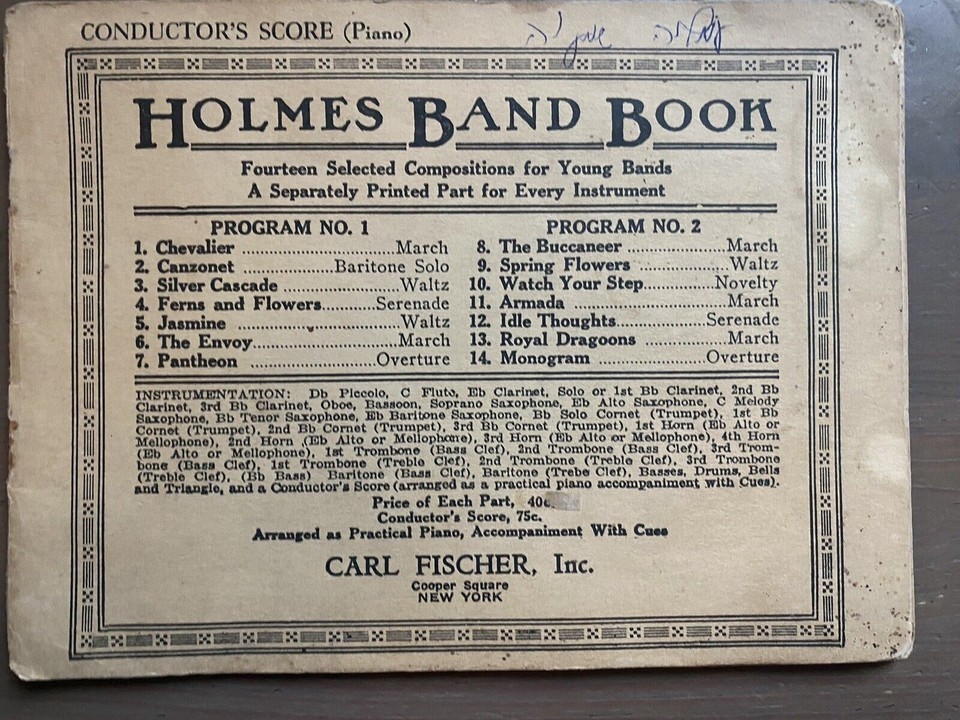 CONDUCTOR'S SCORE (Piano)
HOLMES BAND BOOK
Fourteen Selected Compositions for Young Bands
A Separately Printed Part for Every Instrument
PROGRAM NO. 1
1. Chevalier ........................March
2. Canzonet ..............Baritone Solo
3. Silver Cascade ..................Waltz
4. Ferns and Flowers.........Serenade
5. Jasmine .........................Waltz
6. The Envoy.......................March
7. Pantheon ...................Overture
PROGRAM NO. 2
8. The Buccaneer .................March
9. Spring Flowers ..................Waltz
10. Watch Your Step............Novelty
11. Armada .........................March
12. Idle Thoughts...............Serenade
13. Royal Dragoons ..............March
14. Monogram ..................Overture
INSTRUMENTATION: Db Piccolo, C Flute, Eb Clarinet, Solo or 1st Bb Clarinet, 2nd Bb
Clarinet, 3rd Bb Clarinet, Oboe, Bassoon, Soprano Saxophone, Eb Alto Saxophone, C Melody
Saxophone, Bb Tenor Saxophone, Eb Baritone Saxophone, Bb Solo Cornet (Trumpet), 1st Bb
Cornet (Trumpet), 2nd Bb Cornet (Trumpet), 3rd Bb Cornet (Trumpet), 1st Horn (Eb Alto or
Mellophone), 2nd Horn (Eb Alto or Mellophone), 3rd Horn (Eb Alto or Mellophone), 4th Horn
(Eb Alto or Mellophone), 1st Trombone (Bass Clef), 2nd Trombone (Bass Clef), 3rd Trom-
bone (Bass Clef), 1st Trombone (Treble Clef), 2nd Trombone (Treble Clef), 3rd Trombone
(Treble Clef), (Bb Bass) Baritone (Bass Clef), Baritone (Trebe Clef), Basses, Drums, Bells
and Triangle, and a Conductor's Score (arranged as a practical piano accompaniment with Cues).
Price of Each Part, 40c.
Conductor's Score, 75c.
Arranged as Practical Piano, Accompaniment With Cues
CARL FISCHER, Inc.
Cooper Square
NEW YORK